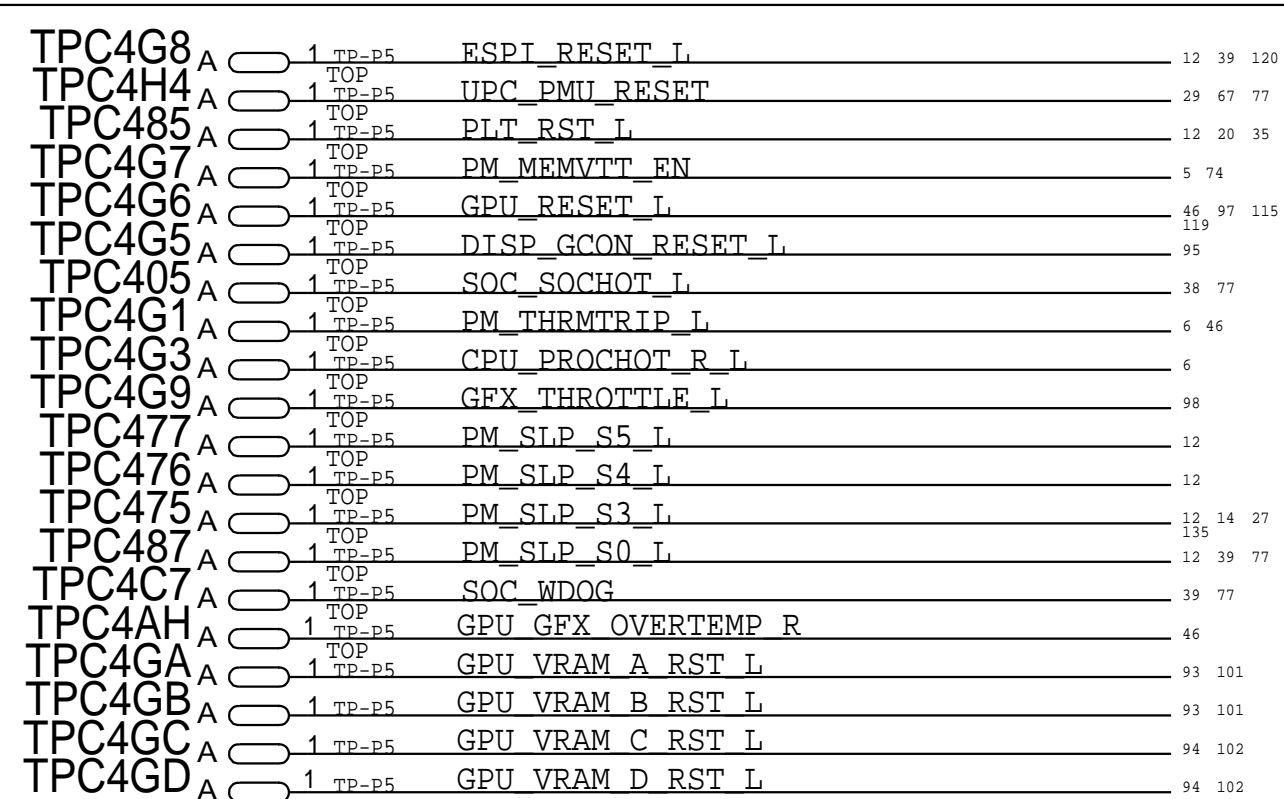 TPC4G8 A 1 TP-P5 ESPI_RESET_L 12 39 120
TOP
TPC4H4 A 1 TP-P5 UPC_PMU_RESET 29 67 77
TOP
TPC485 A 1 TP-P5 PLT_RST_L 12 20 35
TOP
TPC4G7 A 1 TP-P5 PM_MEMVTT_EN 5 74
TOP
TPC4G6 A 1 TP-P5 GPU_RESET_L 46 97 115
TOP 119
TPC4G5 A 1 TP-P5 DISP_GCON_RESET_L 95
TOP
TPC405 A 1 TP-P5 SOC_SOCHOT_L 38 77
TOP
TPC4G1 A 1 TP-P5 PM_THRMTRIP_L 6 46
TOP
TPC4G3 A 1 TP-P5 CPU_PROCHOT_R_L 6
TOP
TPC4G9 A 1 TP-P5 GFX_THROTTLE_L 98
TOP
TPC477 A 1 TP-P5 PM_SLP_S5_L 12
TOP
TPC476 A 1 TP-P5 PM_SLP_S4_L 12
TOP
TPC475 A 1 TP-P5 PM_SLP_S3_L 12 14 27
TOP 135
TPC487 A 1 TP-P5 PM_SLP_S0_L 12 39 77
TOP
TPC4C7 A 1 TP-P5 SOC_WDOG 39 77
TOP
TPC4AH A 1 TP-P5 GPU_GFX_OVERTEMP_R 46
TOP
TPC4GA A 1 TP-P5 GPU_VRAM_A_RST_L 93 101
TPC4GB A 1 TP-P5 GPU_VRAM_B_RST_L 93 101
TPC4GC A 1 TP-P5 GPU_VRAM_C_RST_L 94 102
TPC4GD A 1 TP-P5 GPU_VRAM_D_RST_L 94 102